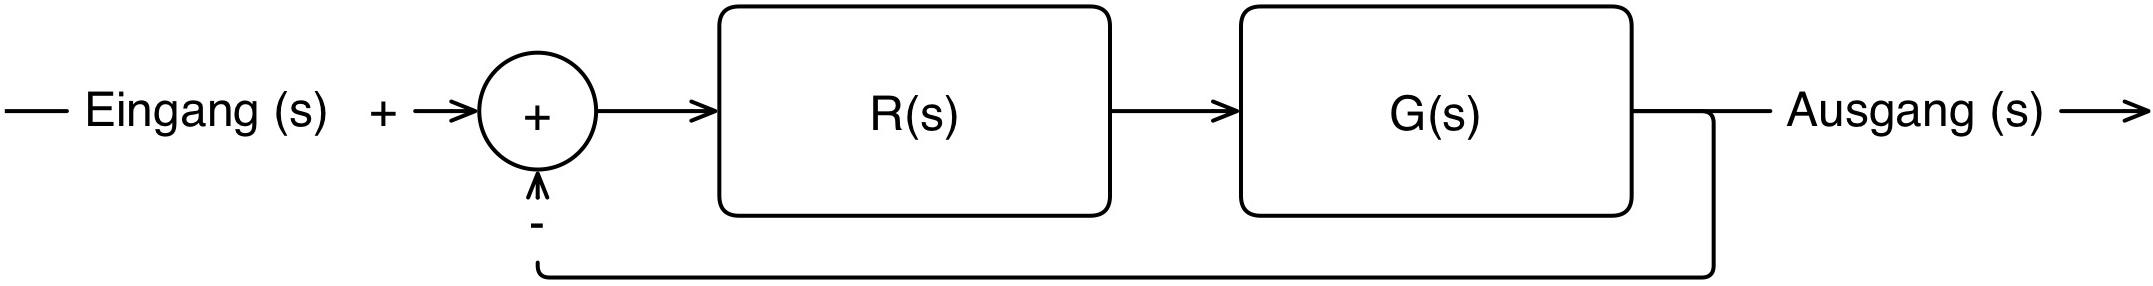 Eingang (s) + + R(s) G(s) Ausgang (s)
-